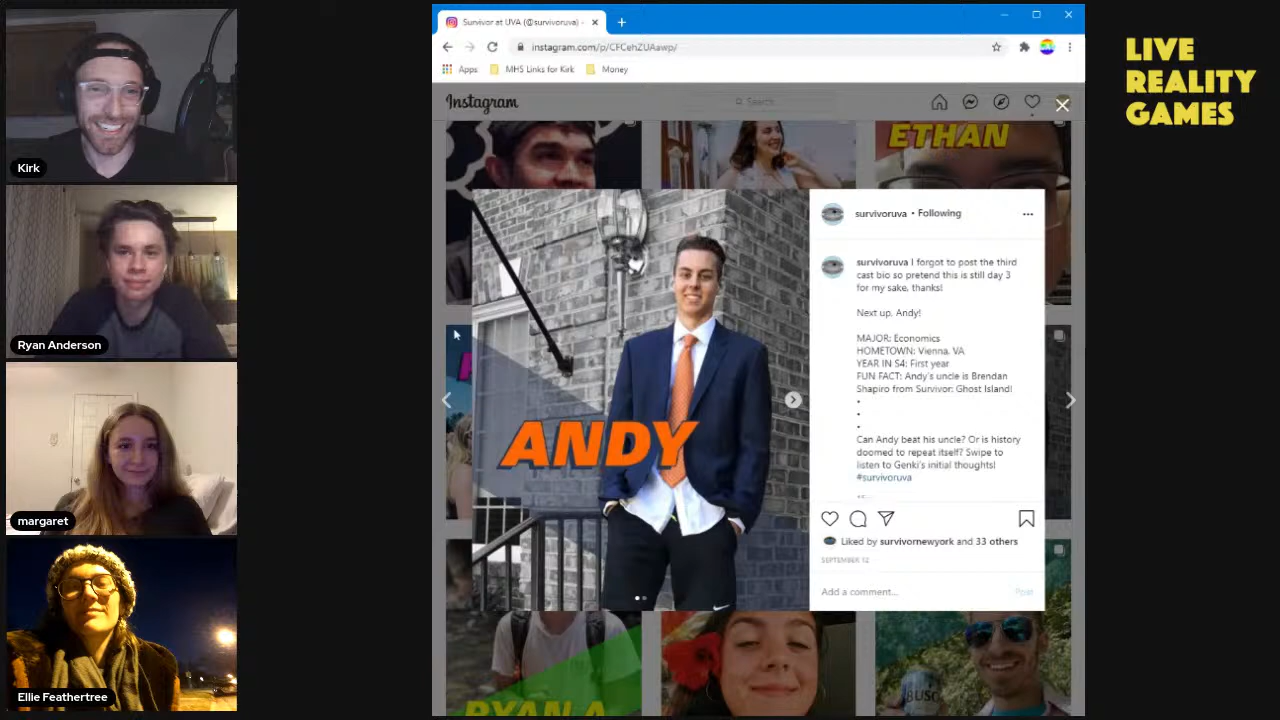 Kirk
Ryan Anderson
margaret
Ellie Feathertree
Survivor at UVA (@survivoruva) -
instagram.com/p/CFCehZUAawp/
Apps
MHS Links for Kirk
Money
Instagram
Search
ETHAN
ANDY
survivoruva • Following
survivoruva I forgot to post the third
cast bio so pretend this is still day 3
for my sake, thanks!
Next up, Andy!
MAJOR: Economics
HOMETOWN: Vienna, VA
YEAR IN S4: First year
FUN FACT: Andy's uncle is Brendan
Shapiro from Survivor: Ghost Island!
•
•
•
Can Andy beat his uncle? Or is history
doomed to repeat itself? Swipe to
listen to Genki's initial thoughts!
#survivoruva
Liked by survivornewyork and 33 others
SEPTEMBER 12
Add a comment...
Post
RYAN A
LIVE
REALITY
GAMES